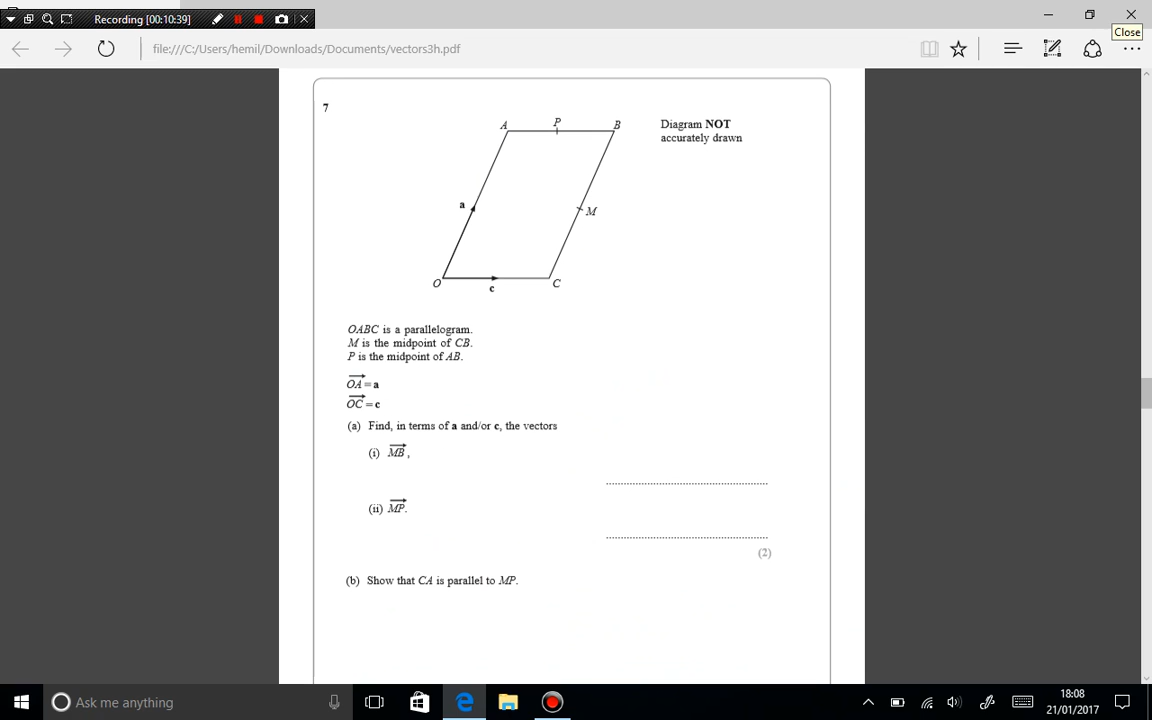 Recording [00:10:39]
Close
file:///C:/Users/hemil/Downloads/Documents/vectors3h.pdf
7
A P B
Diagram NOT
accurately drawn
a
M
O
C
c
OABC is a parallelogram.
M is the midpoint of CB.
P is the midpoint of AB.
OA = a
OC = c
(a) Find, in terms of a and/or c, the vectors
(i) MB,
(ii) MP.
(2)
(b) Show that CA is parallel to MP.
Ask me anything
18:08
21/01/2017